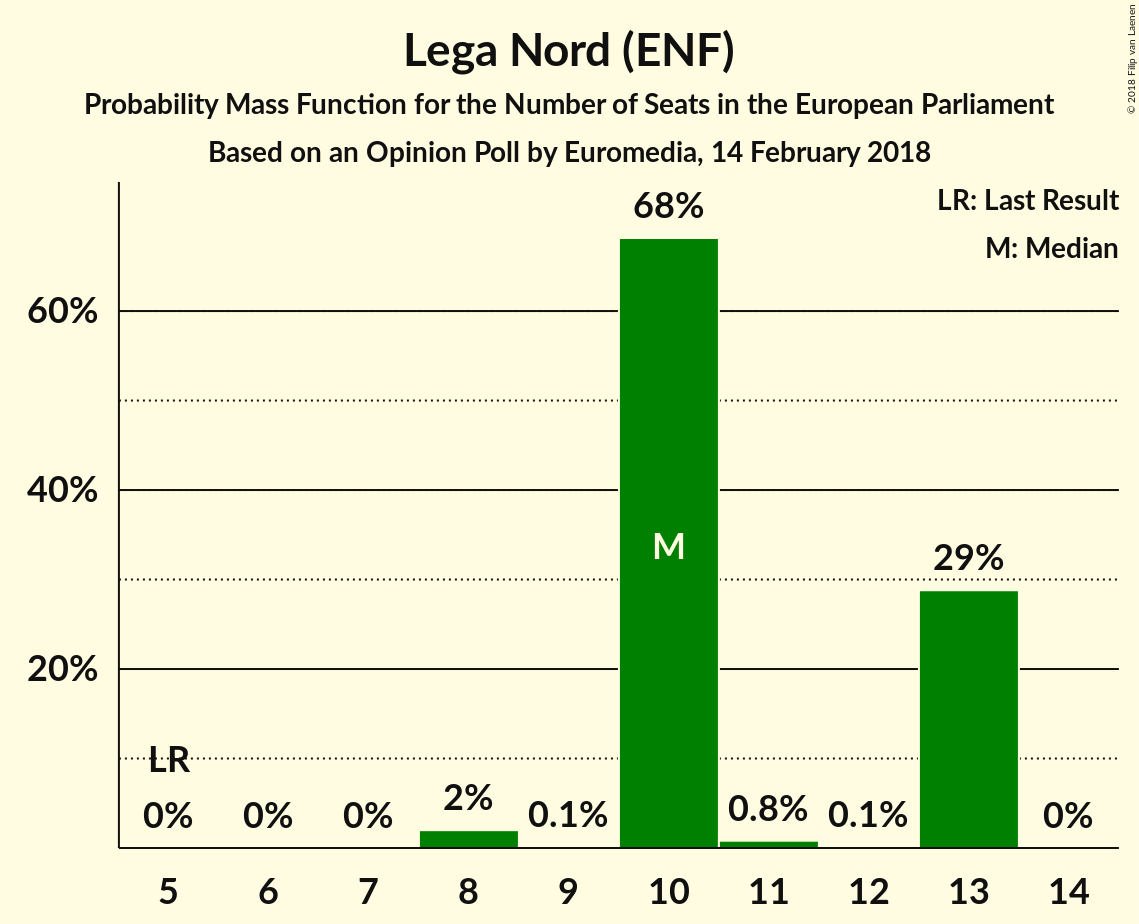 Lega Nord (ENF)
Probability Mass Function for the Number of Seats in the European Parliament
Based on an Opinion Poll by Euromedia, 14 February 2018
© 2018 Filip van Laenen
LR: Last Result
M: Median
68%
60%
40%
M
29%
20%
LR
0% 0% 0% 2% 0.1% 0.8% 0.1% 0%
5 6 7 8 9 10 11 12 13 14